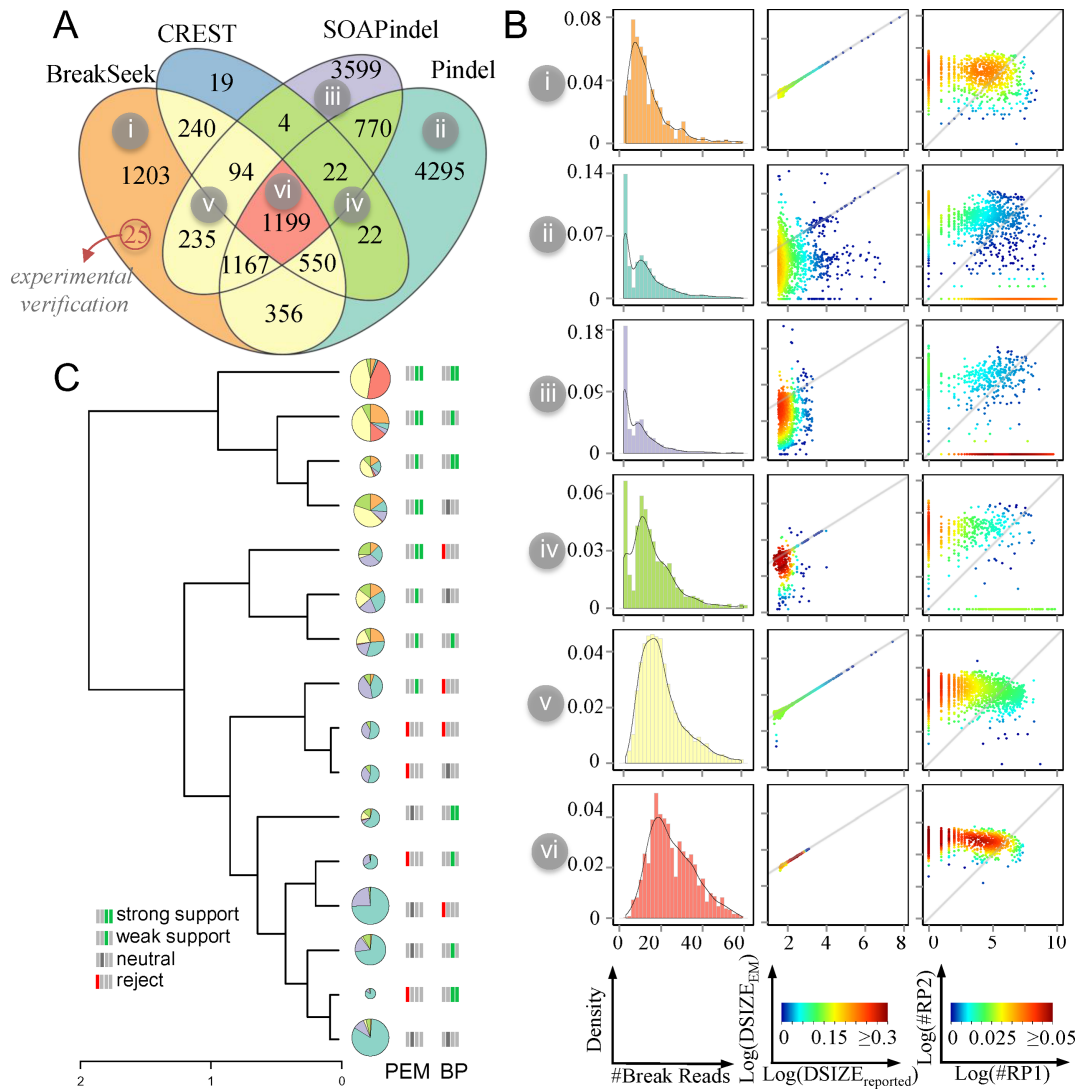 A
CREST
SOAPindel
BreakSeek
Pindel
19
3599
iii
i
240
4
770
ii
1203
94
22
4295
v
vi
iv
1199
235
22
25
1167
550
experimental
verification
356
B
i
0.08
0.04
0
ii
0.14
0.07
0
iii
0.18
0.09
0
iv
0.06
0.03
0
v
0.04
0.02
0
vi
0.04
0.02
0
0 20 40 60
2 4 6 8
0 5 10
Density
#Break Reads
Log(DSIZE_EM)
0 0.15 ≥0.3
Log(DSIZE_reported)
Log(#RP2)
0 0.025 ≥0.05
Log(#RP1)
C
strong support
weak support
neutral
reject
2 1 0
PEM BP